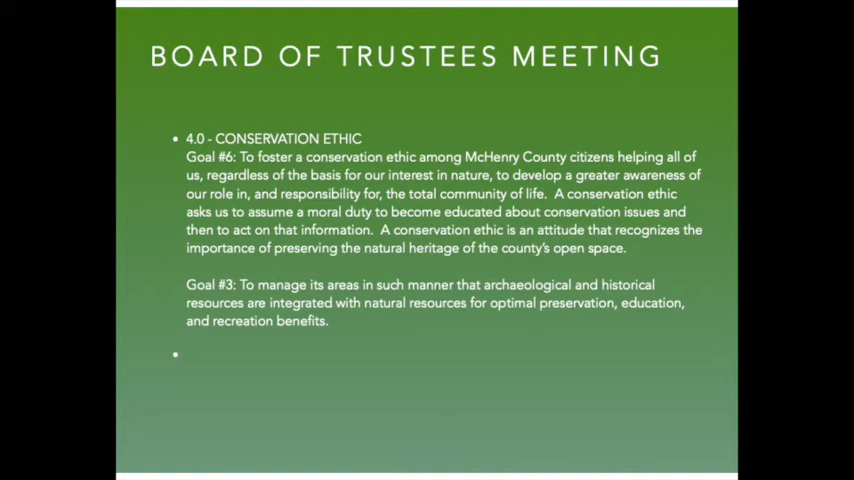 BOARD OF TRUSTEES MEETING
• 4.0 - CONSERVATION ETHIC
Goal #6: To foster a conservation ethic among McHenry County citizens helping all of
us, regardless of the basis for our interest in nature, to develop a greater awareness of
our role in, and responsibility for, the total community of life.  A conservation ethic
asks us to assume a moral duty to become educated about conservation issues and
then to act on that information.  A conservation ethic is an attitude that recognizes the
importance of preserving the natural heritage of the county's open space.
Goal #3: To manage its areas in such manner that archaeological and historical
resources are integrated with natural resources for optimal preservation, education,
and recreation benefits.
•